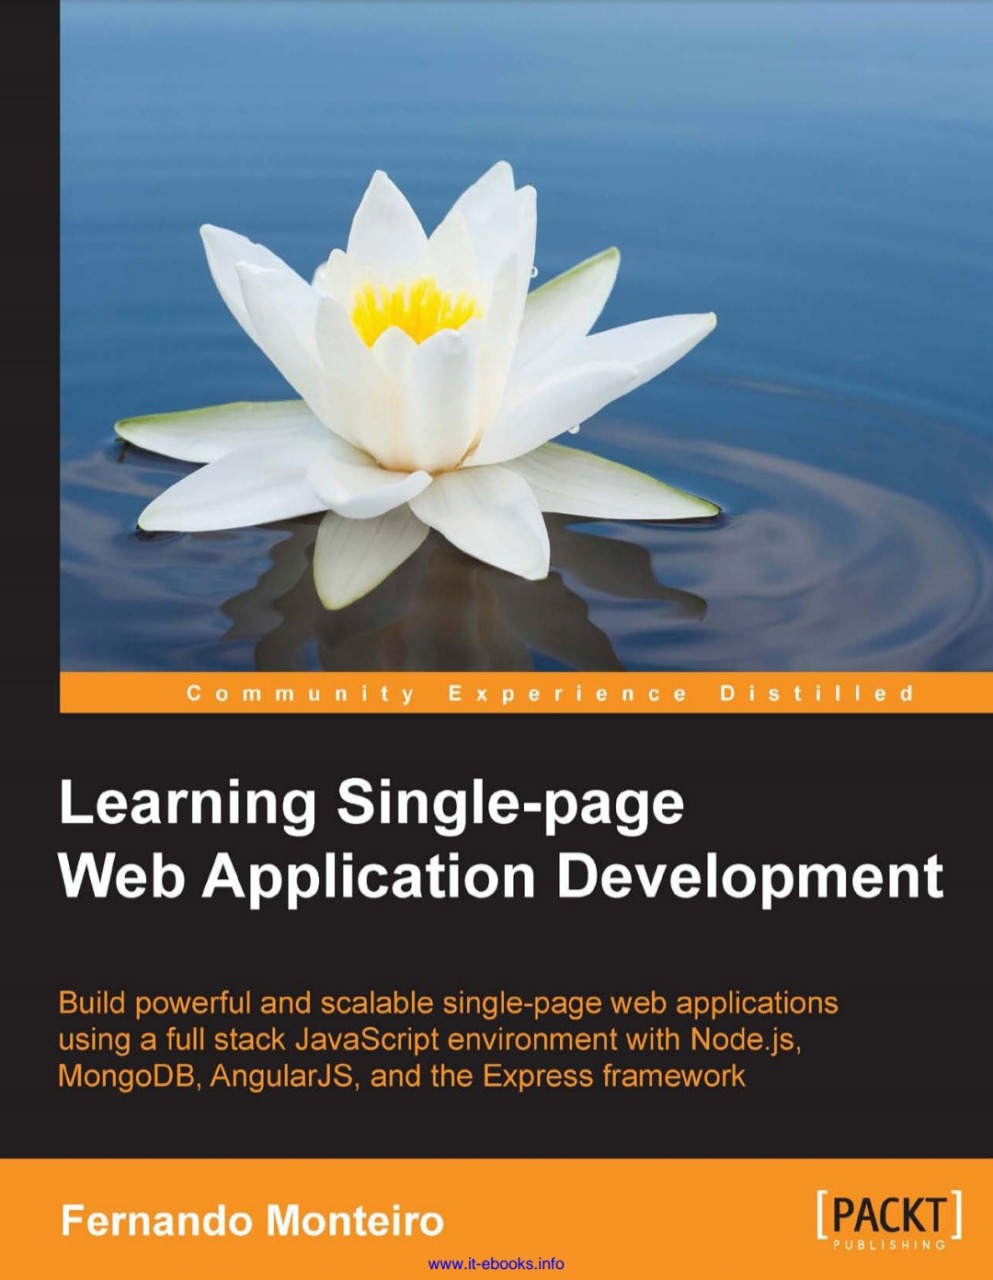 Community Experience Distilled
Learning Single-page
Web Application Development
Build powerful and scalable single-page web applications
using a full stack JavaScript environment with Node.js,
MongoDB, AngularJS, and the Express framework
Fernando Monteiro
[PACKT]
PUBLISHING
www.it-ebooks.info